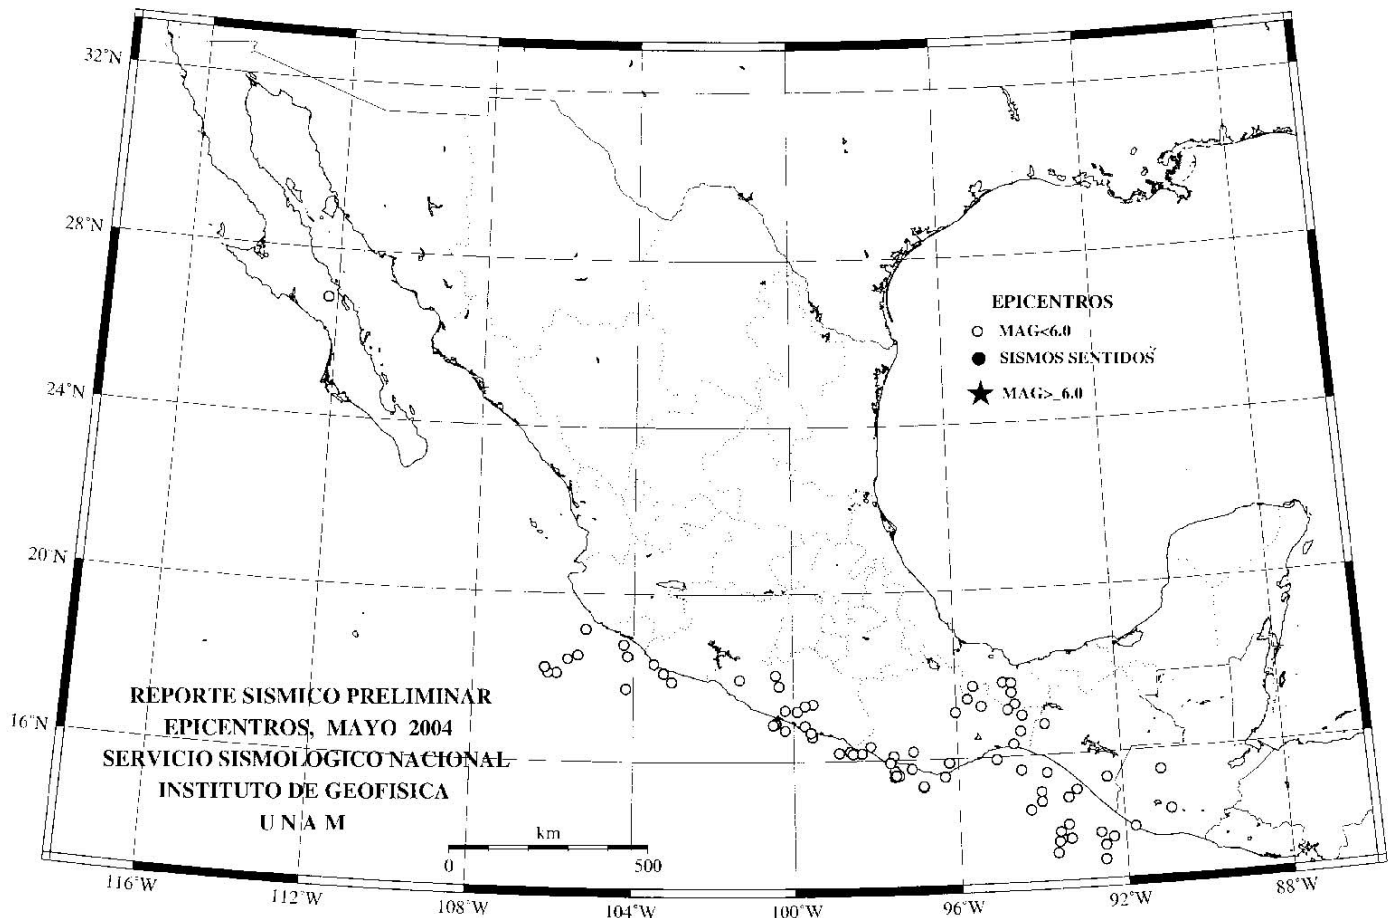 32°N
28°N
24°N
20°N
16°N
EPICENTROS
MAG<6.0
SISMOS SENTIDOS
MAG>_6.0
REPORTE SISMICO PRELIMINAR
EPICENTROS, MAYO 2004
SERVICIO SISMOLOGICO NACIONAL
INSTITUTO DE GEOFISICA
U N A M
km
0 500
116°W 112°W 108°W 104°W 100°W 96°W 92°W 88°W